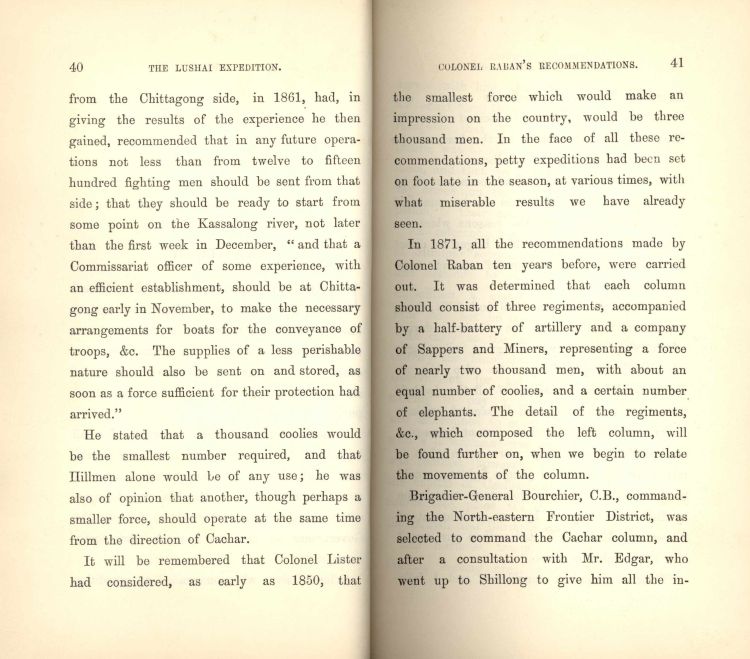 40 THE LUSHAI EXPEDITION.
from the Chittagong side, in 1861, had, in
giving the results of the experience he then
gained, recommended that in any future opera-
tions not less than from twelve to fifteen
hundred fighting men should be sent from that
side; that they should be ready to start from
some point on the Kassalong river, not later
than the first week in December, “and that a
Commissariat officer of some experience, with
an efficient establishment, should be at Chitta-
gong early in November, to make the necessary
arrangements for boats for the conveyance of
troops, &c. The supplies of a less perishable
nature should also be sent on and stored, as
soon as a force sufficient for their protection had
arrived.”
He stated that a thousand coolies would
be the smallest number required, and that
Hillmen alone would be of any use; he was
also of opinion that another, though perhaps a
smaller force, should operate at the same time
from the direction of Cachar.
It will be remembered that Colonel Lister
had considered, as early as 1850, that
COLONEL RABAN'S RECOMMENDATIONS. 41
the smallest force which would make an
impression on the country, would be three
thousand men. In the face of all these re-
commendations, petty expeditions had been set
on foot late in the season, at various times, with
what miserable results we have already
seen.
In 1871, all the recommendations made by
Colonel Raban ten years before, were carried
out. It was determined that each column
should consist of three regiments, accompanied
by a half-battery of artillery and a company
of Sappers and Miners, representing a force
of nearly two thousand men, with about an
equal number of coolies, and a certain number
of elephants. The detail of the regiments,
&c., which composed the left column, will
be found further on, when we begin to relate
the movements of the column.
Brigadier-General Bourchier, C.B., command-
ing the North-eastern Frontier District, was
selected to command the Cachar column, and
after a consultation with Mr. Edgar, who
went up to Shillong to give him all the in-